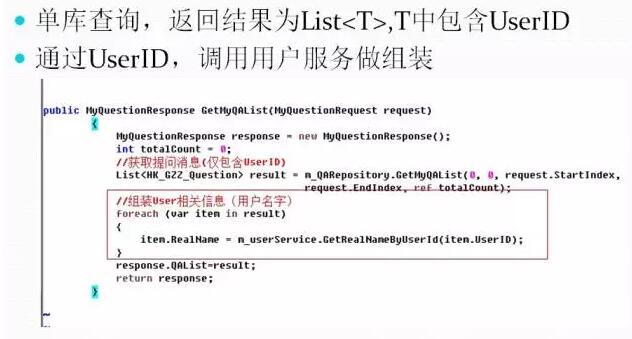 单库查询，返回结果为List<T>,T中包含UserID
通过UserID，调用用户服务做组装
public MyQuestionResponse GetMyQAList(MyQuestionRequest request)
{
MyQuestionResponse response = new MyQuestionResponse();
int totalCount = 0;
//获取提问消息(仅包含UserID)
List<HK_GZZ_Question> result = m_QARepository.GetMyQAList(0, 0, request.StartIndex,
request.EndIndex, ref totalCount);
//组装User相关信息（用户名字）
foreach (var item in result)
{
item.RealName = m_userService.GetRealNameByUserId(item.UserID);
}
response.QAList=result;
return response;
}
~
~